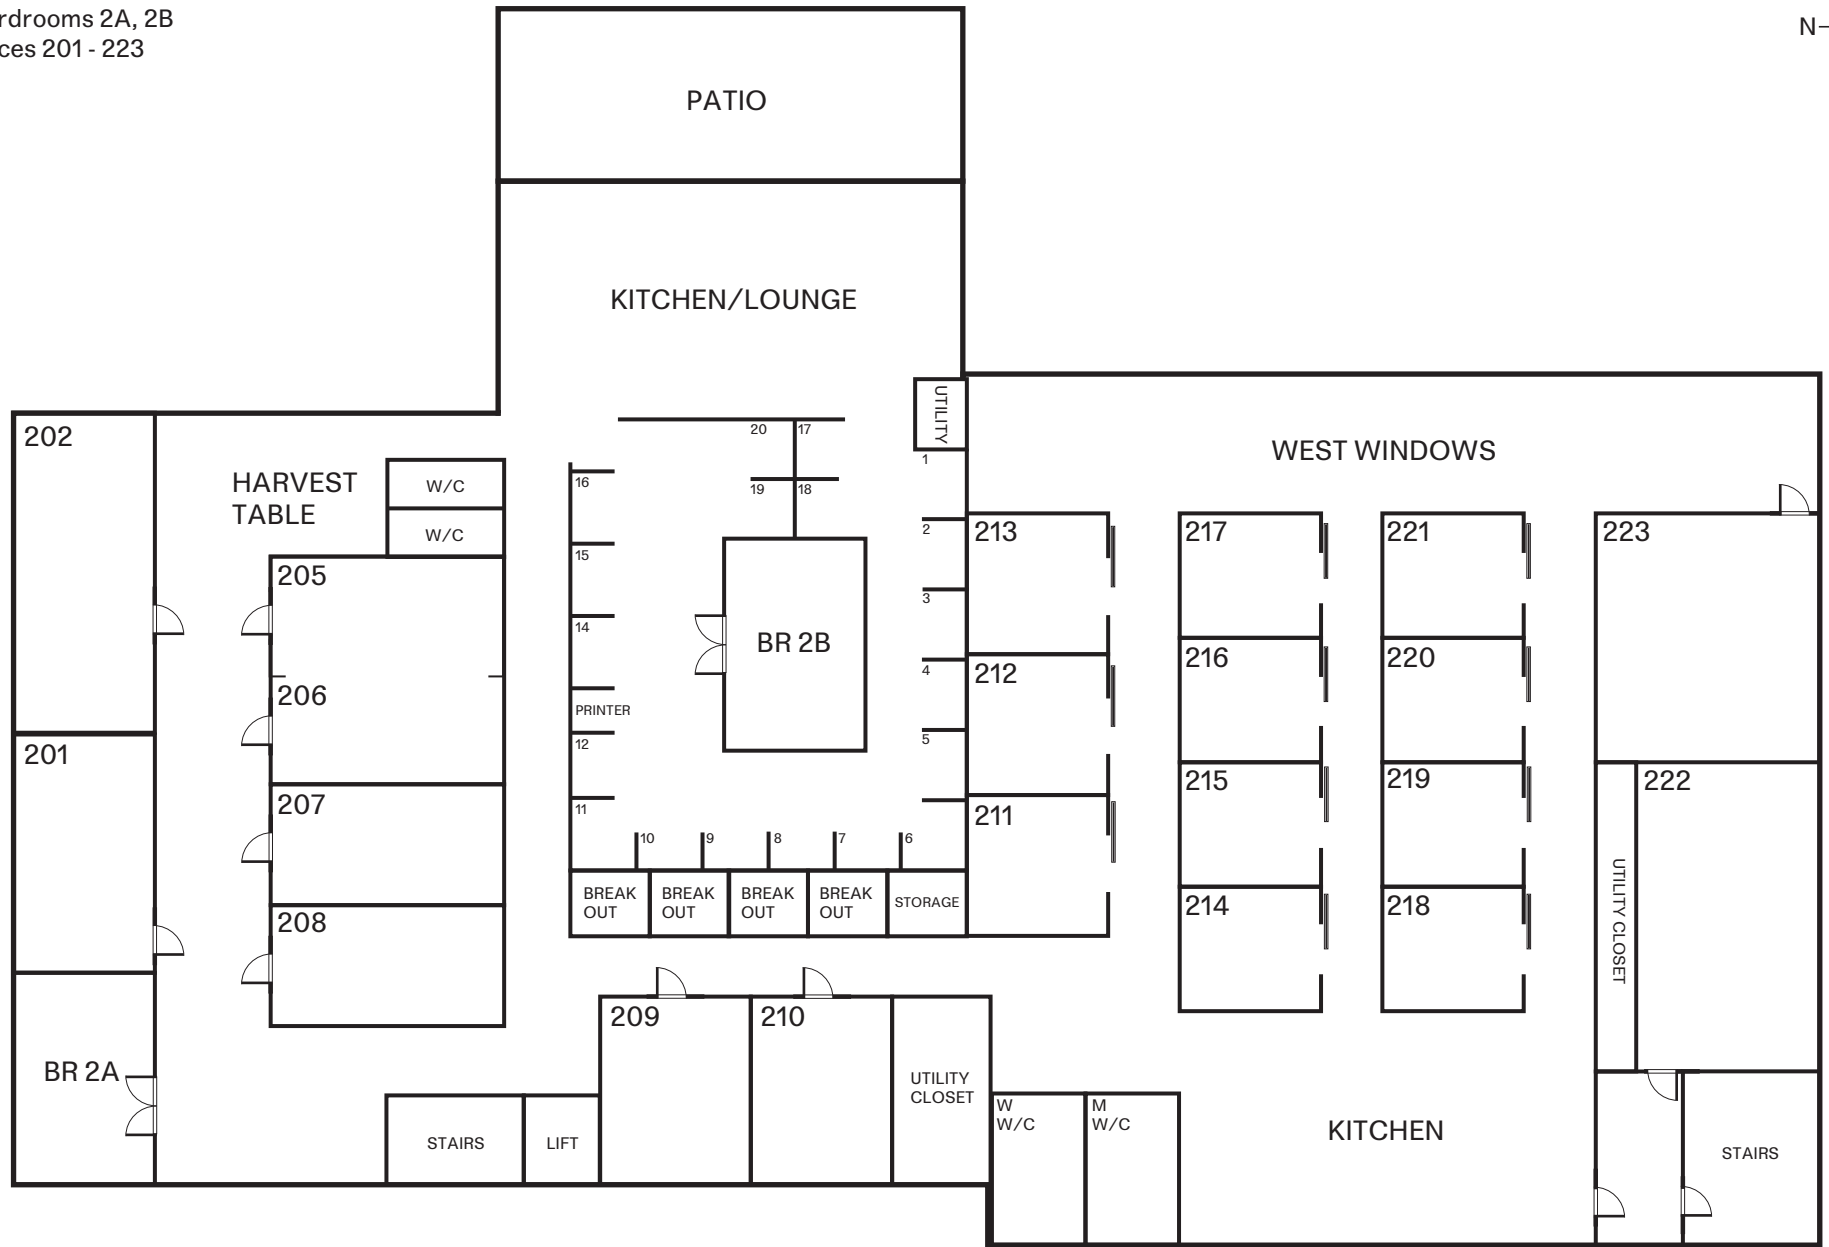 rdrooms 2A, 2B
ces 201 - 223
N–
PATIO
KITCHEN/LOUNGE
UTILITY
WEST WINDOWS
202
HARVEST
TABLE
W/C
W/C
20
17
19
18
1
2
3
4
5
16
15
14
PRINTER
12
11
10
9
8
7
6
BR 2B
205
206
207
208
201
BR 2A
BREAK
OUT
BREAK
OUT
BREAK
OUT
BREAK
OUT
STORAGE
213
212
211
217
216
215
214
221
220
219
218
223
222
UTILITY CLOSET
209
210
UTILITY
CLOSET
STAIRS
LIFT
W
W/C
M
W/C
KITCHEN
STAIRS